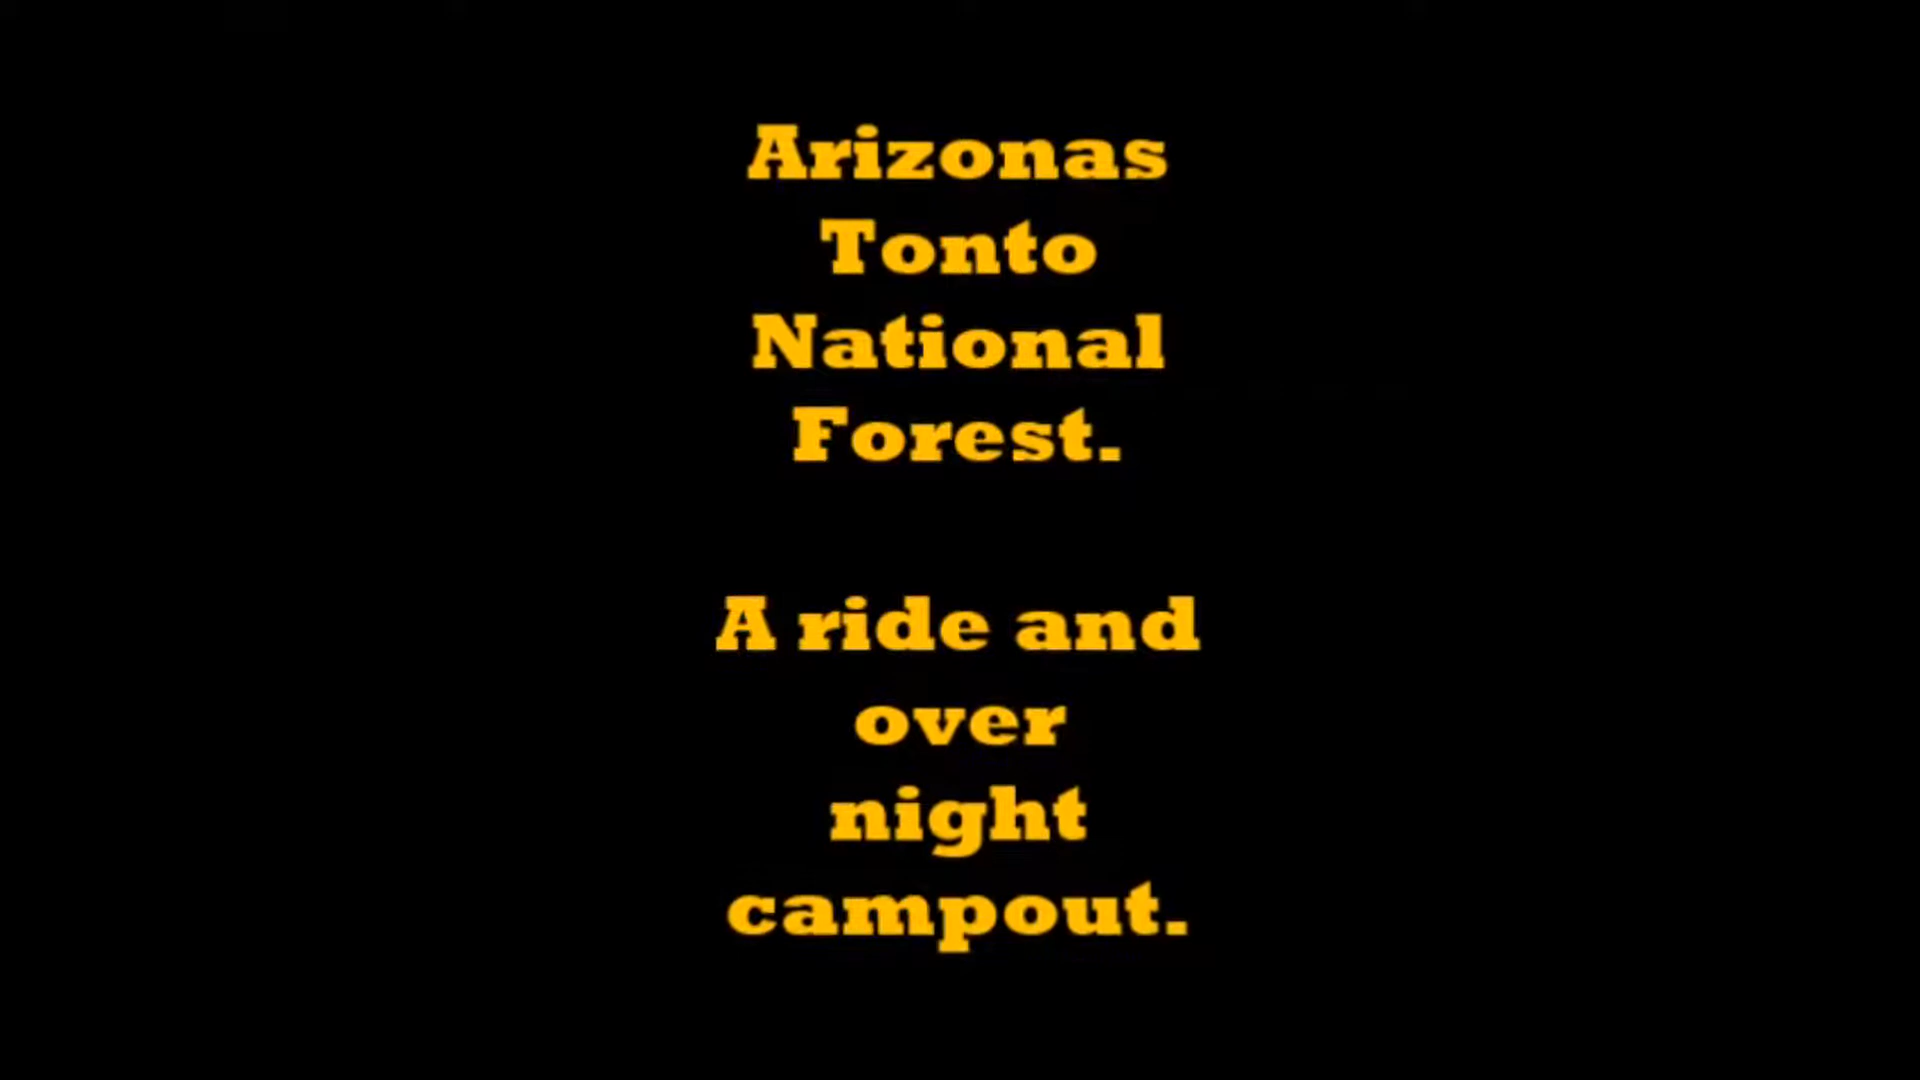 Arizonas
Tonto
National
Forest.
A ride and
over
night
campout.